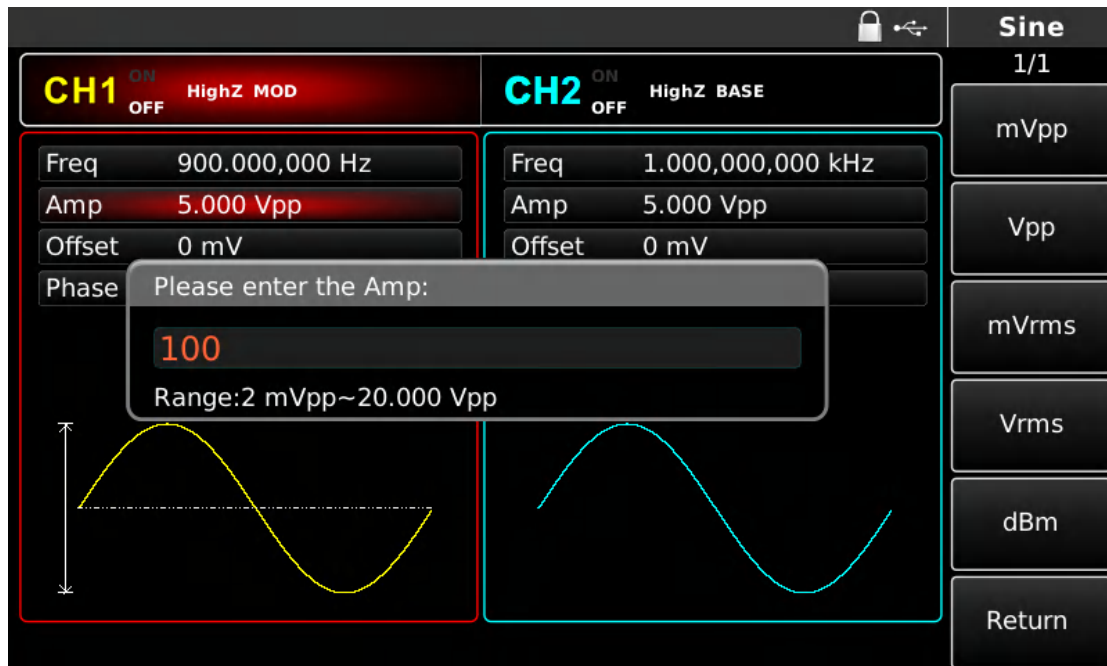 Sine
1/1
CH1 ON OFF HighZ MOD
CH2 ON OFF HighZ BASE
Freq 900.000,000 Hz
Amp 5.000 Vpp
Offset 0 mV
Phase
Freq 1.000,000,000 kHz
Amp 5.000 Vpp
Offset 0 mV
Please enter the Amp:
100
Range:2 mVpp~20.000 Vpp
mVpp
Vpp
mVrms
Vrms
dBm
Return